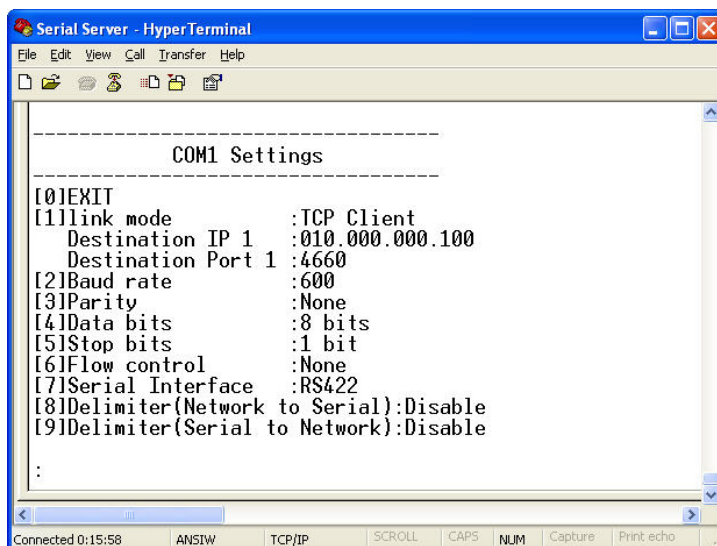 Serial Server - HyperTerminal
File Edit View Call Transfer Help
COM1 Settings
[0]EXIT
[1]link mode :TCP Client
Destination IP 1 :010.000.000.100
Destination Port 1 :4660
[2]Baud rate :600
[3]Parity :None
[4]Data bits :8 bits
[5]Stop bits :1 bit
[6]Flow control :None
[7]Serial Interface :RS422
[8]Delimiter(Network to Serial):Disable
[9]Delimiter(Serial to Network):Disable
:
Connected 0:15:58 ANSIW TCP/IP SCROLL CAPS NUM Capture Print echo